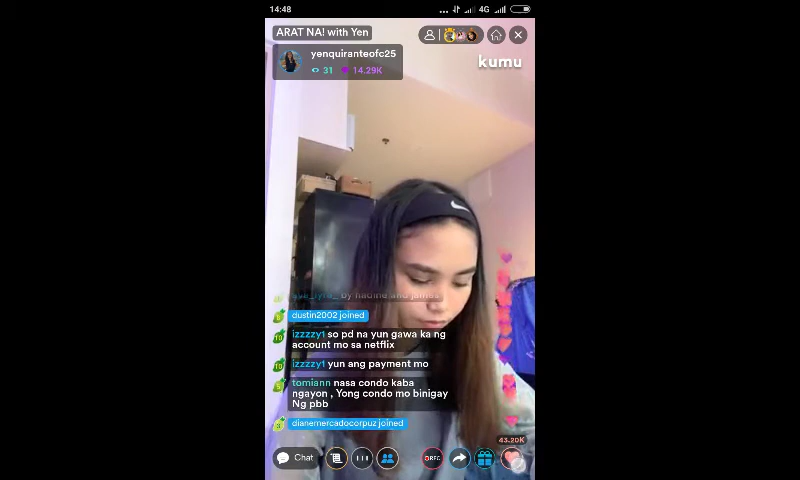 14:48
4G
ARAT NA! with Yen
yenquiranteofc25
31
14.29K
kumu
by nadine and james
dustin2002 joined
izzzzy1 so pd na yun gawa ka ng
account mo sa netflix
izzzzy1 yun ang payment mo
tomiann nasa condo kaba
ngayon , Yong condo mo binigay
Ng pbb
dianemercadocorpuz joined
43.20K
Chat